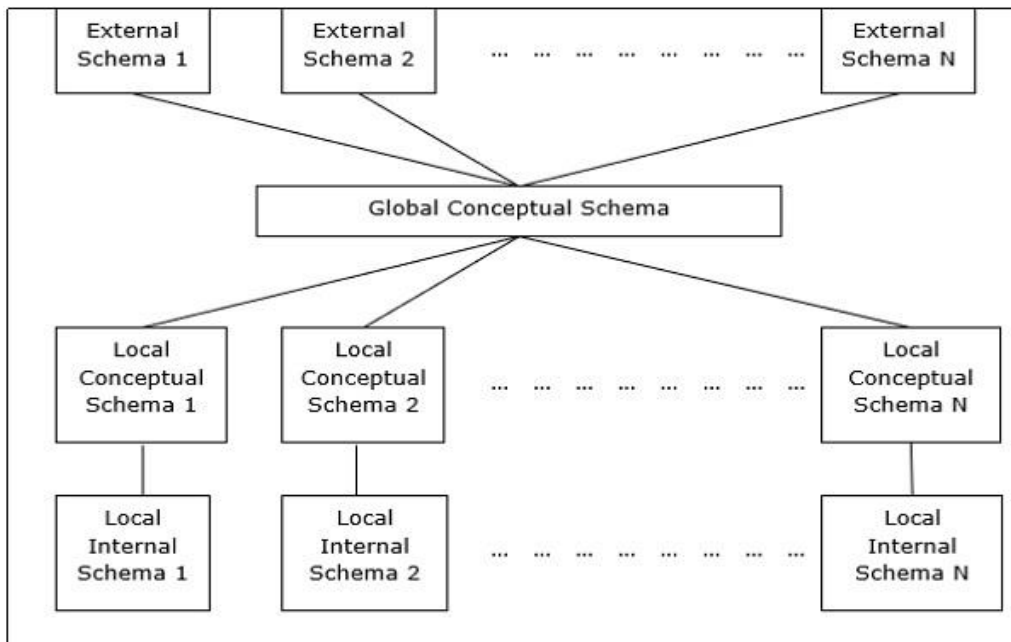 External
Schema 1
External
Schema 2
... ... ... ... ... ... ... ...
External
Schema N
Global Conceptual Schema
Local
Conceptual
Schema 1
Local
Conceptual
Schema 2
... ... ... ... ... ... ... ...
Local
Conceptual
Schema N
Local
Internal
Schema 1
Local
Internal
Schema 2
... ... ... ... ... ... ... ...
Local
Internal
Schema N